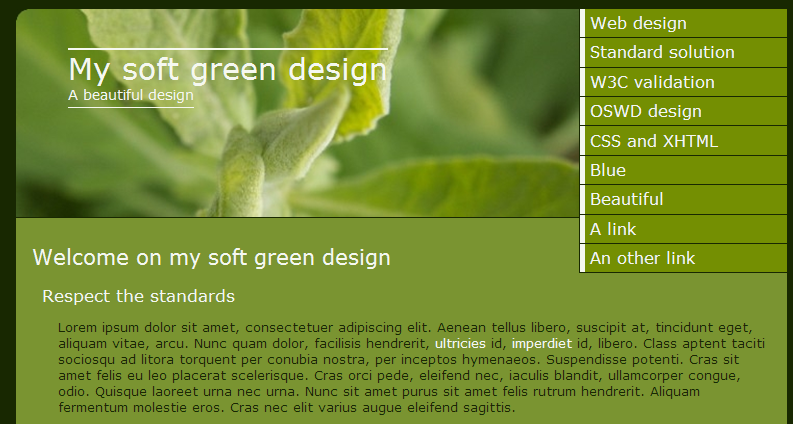 My soft green design
A beautiful design
Web design
Standard solution
W3C validation
OSWD design
CSS and XHTML
Blue
Beautiful
A link
An other link
Welcome on my soft green design
Respect the standards
Lorem ipsum dolor sit amet, consectetuer adipiscing elit. Aenean tellus libero, suscipit at, tincidunt eget,
aliquam vitae, arcu. Nunc quam dolor, facilisis hendrerit, ultricies id, imperdiet id, libero. Class aptent taciti
sociosqu ad litora torquent per conubia nostra, per inceptos hymenaeos. Suspendisse potenti. Cras sit
amet felis eu leo placerat scelerisque. Cras orci pede, eleifend nec, iaculis blandit, ullamcorper congue,
odio. Quisque laoreet urna nec urna. Nunc sit amet purus sit amet felis rutrum hendrerit. Aliquam
fermentum molestie eros. Cras nec elit varius augue eleifend sagittis.